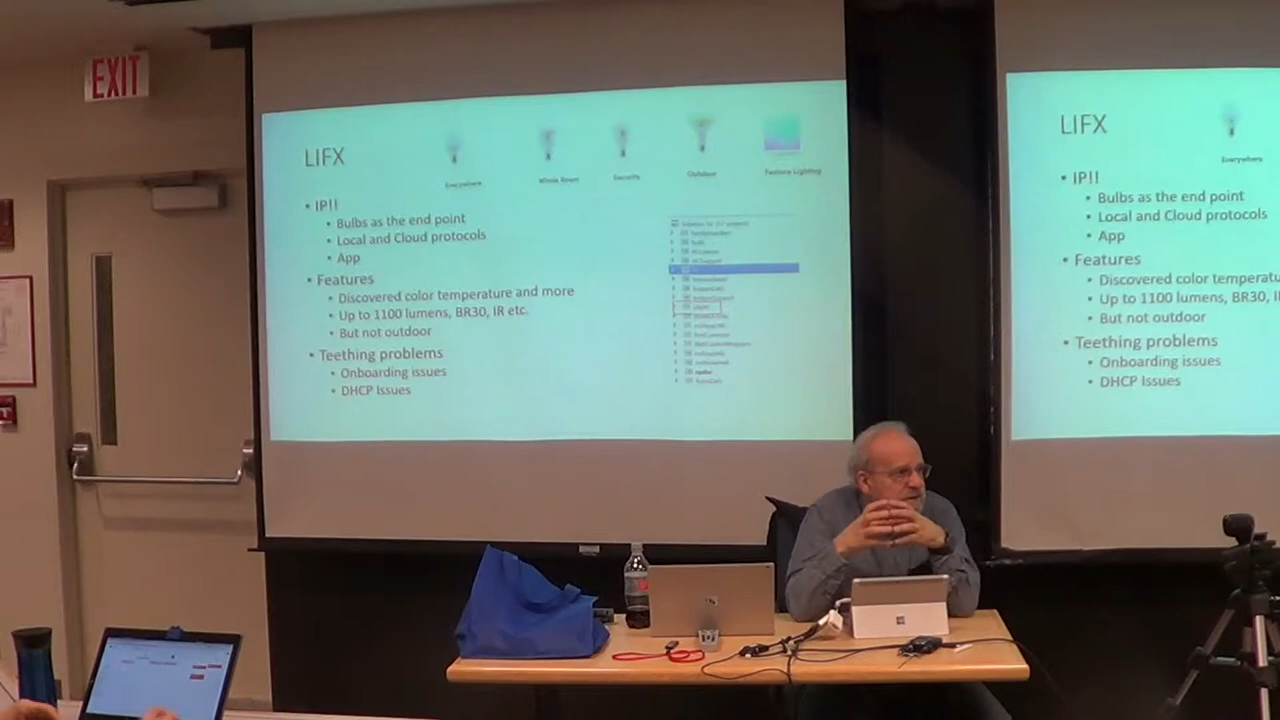 EXIT
LIFX
Everywhere
Whole Room
Security
Outdoor
Feature Lighting
• IP!!
• Bulbs as the end point
• Local and Cloud protocols
• App
• Features
• Discovered color temperature and more
• Up to 1100 lumens, BR30, IR etc.
• But not outdoor
• Teething problems
• Onboarding issues
• DHCP Issues
LIFX
Everywhere
• IP!!
• Bulbs as the end point
• Local and Cloud protocols
• App
• Features
• Discovered color
• Up to 1100 lumens, BR30,
• But not outdoor
• Teething problems
• Onboarding issues
• DHCP Issues